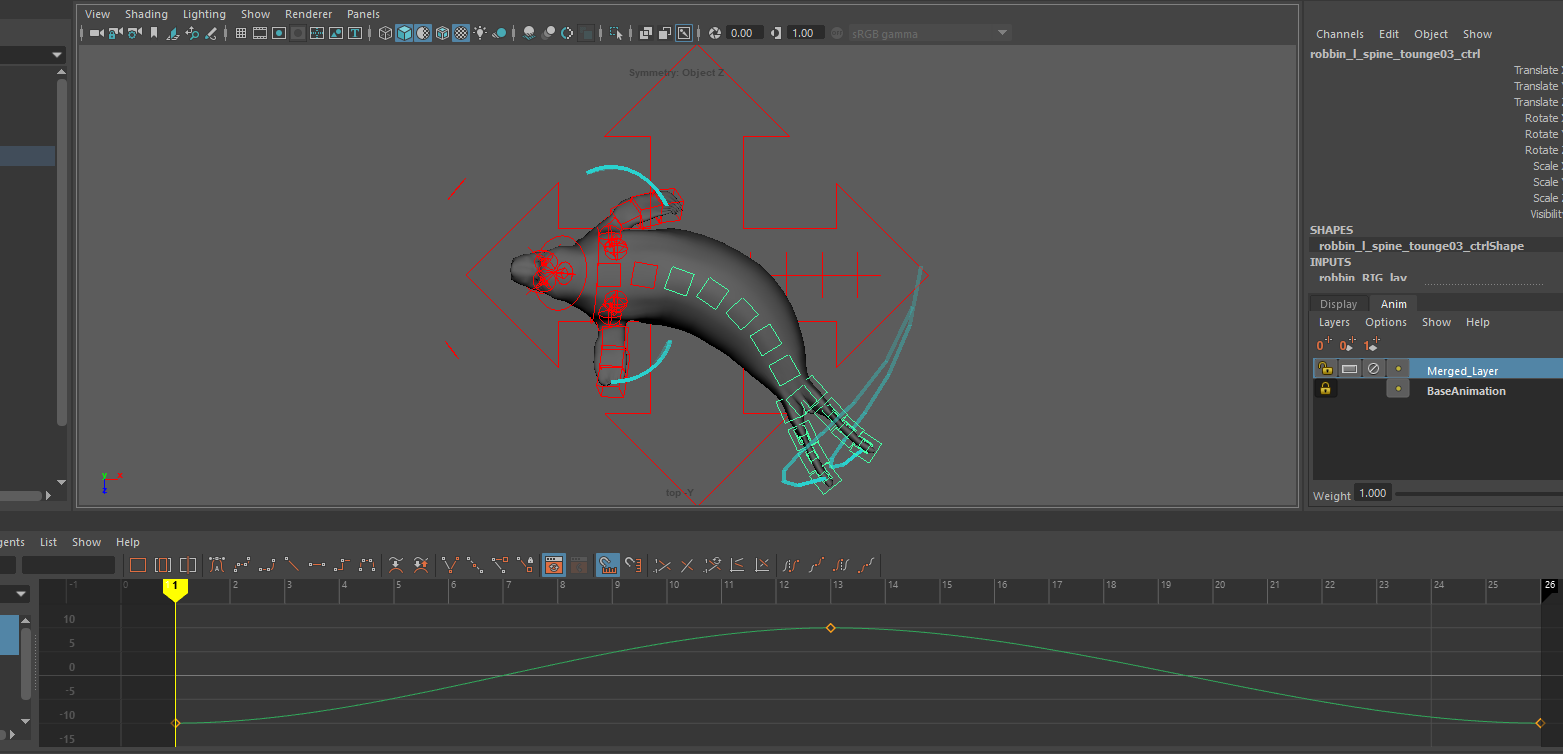 View Shading Lighting Show Renderer Panels
0.00 1.00 sRGB gamma
Symmetry: Object Z
top -Y
y
Channels Edit Object Show
robbin_l_spine_tounge03_ctrl
Translate
Translate
Translate
Rotate
Rotate
Rotate
Scale
Scale
Scale
Visibilit
SHAPES
robbin_l_spine_tounge03_ctrlShape
INPUTS
robbin_RIG_lay
Display Anim
Layers Options Show Help
Merged_Layer
BaseAnimation
Weight 1.000
gents List Show Help
-1 0 1 2 3 4 5 6 7 8 9 10 11 12 13 14 15 16 17 18 19 20 21 22 23 24 25 26
10
5
0
-5
-10
-15